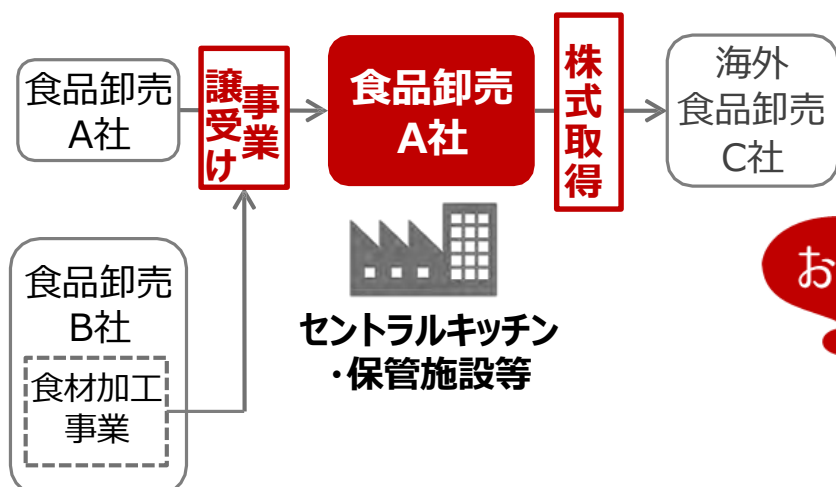 食品卸売
A社
事業
譲受け
食品卸売
A社
株式取得
海外
食品卸売
C社
食品卸売
B社
食材加工
事業
セントラルキッチン
・保管施設等
お